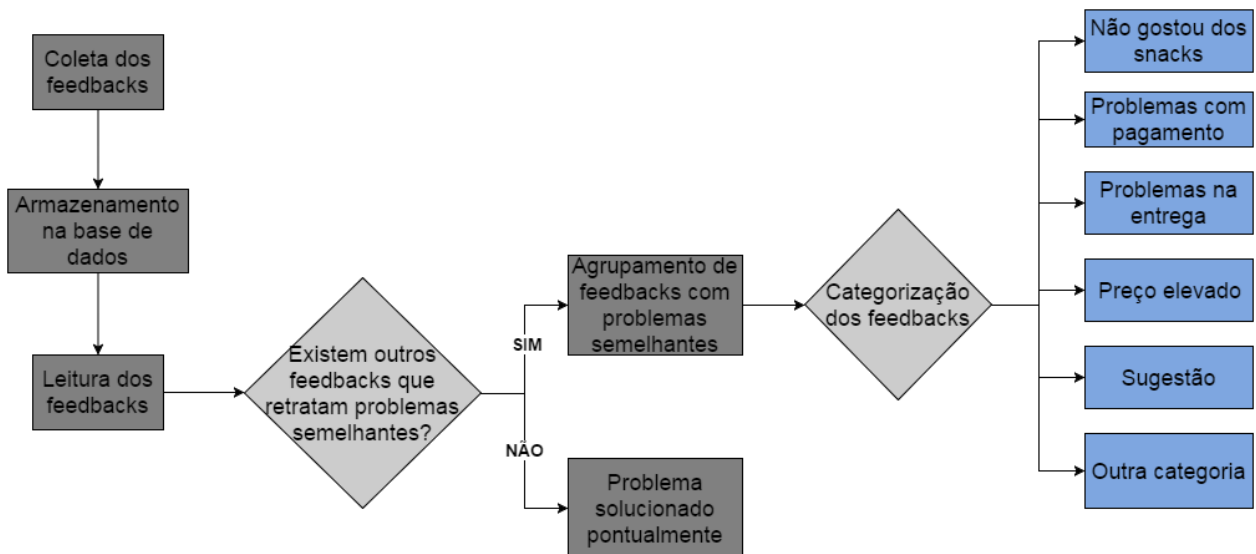 Coleta dos
feedbacks
Armazenamento
na base de
dados
Leitura dos
feedbacks
Existem outros
feedbacks que
retratam problemas
semelhantes?
SIM
NÃO
Agrupamento de
feedbacks com
problemas
semelhantes
Problema
solucionado
pontualmente
Categorização
dos feedbacks
Não gostou dos
snacks
Problemas com
pagamento
Problemas na
entrega
Preço elevado
Sugestão
Outra categoria